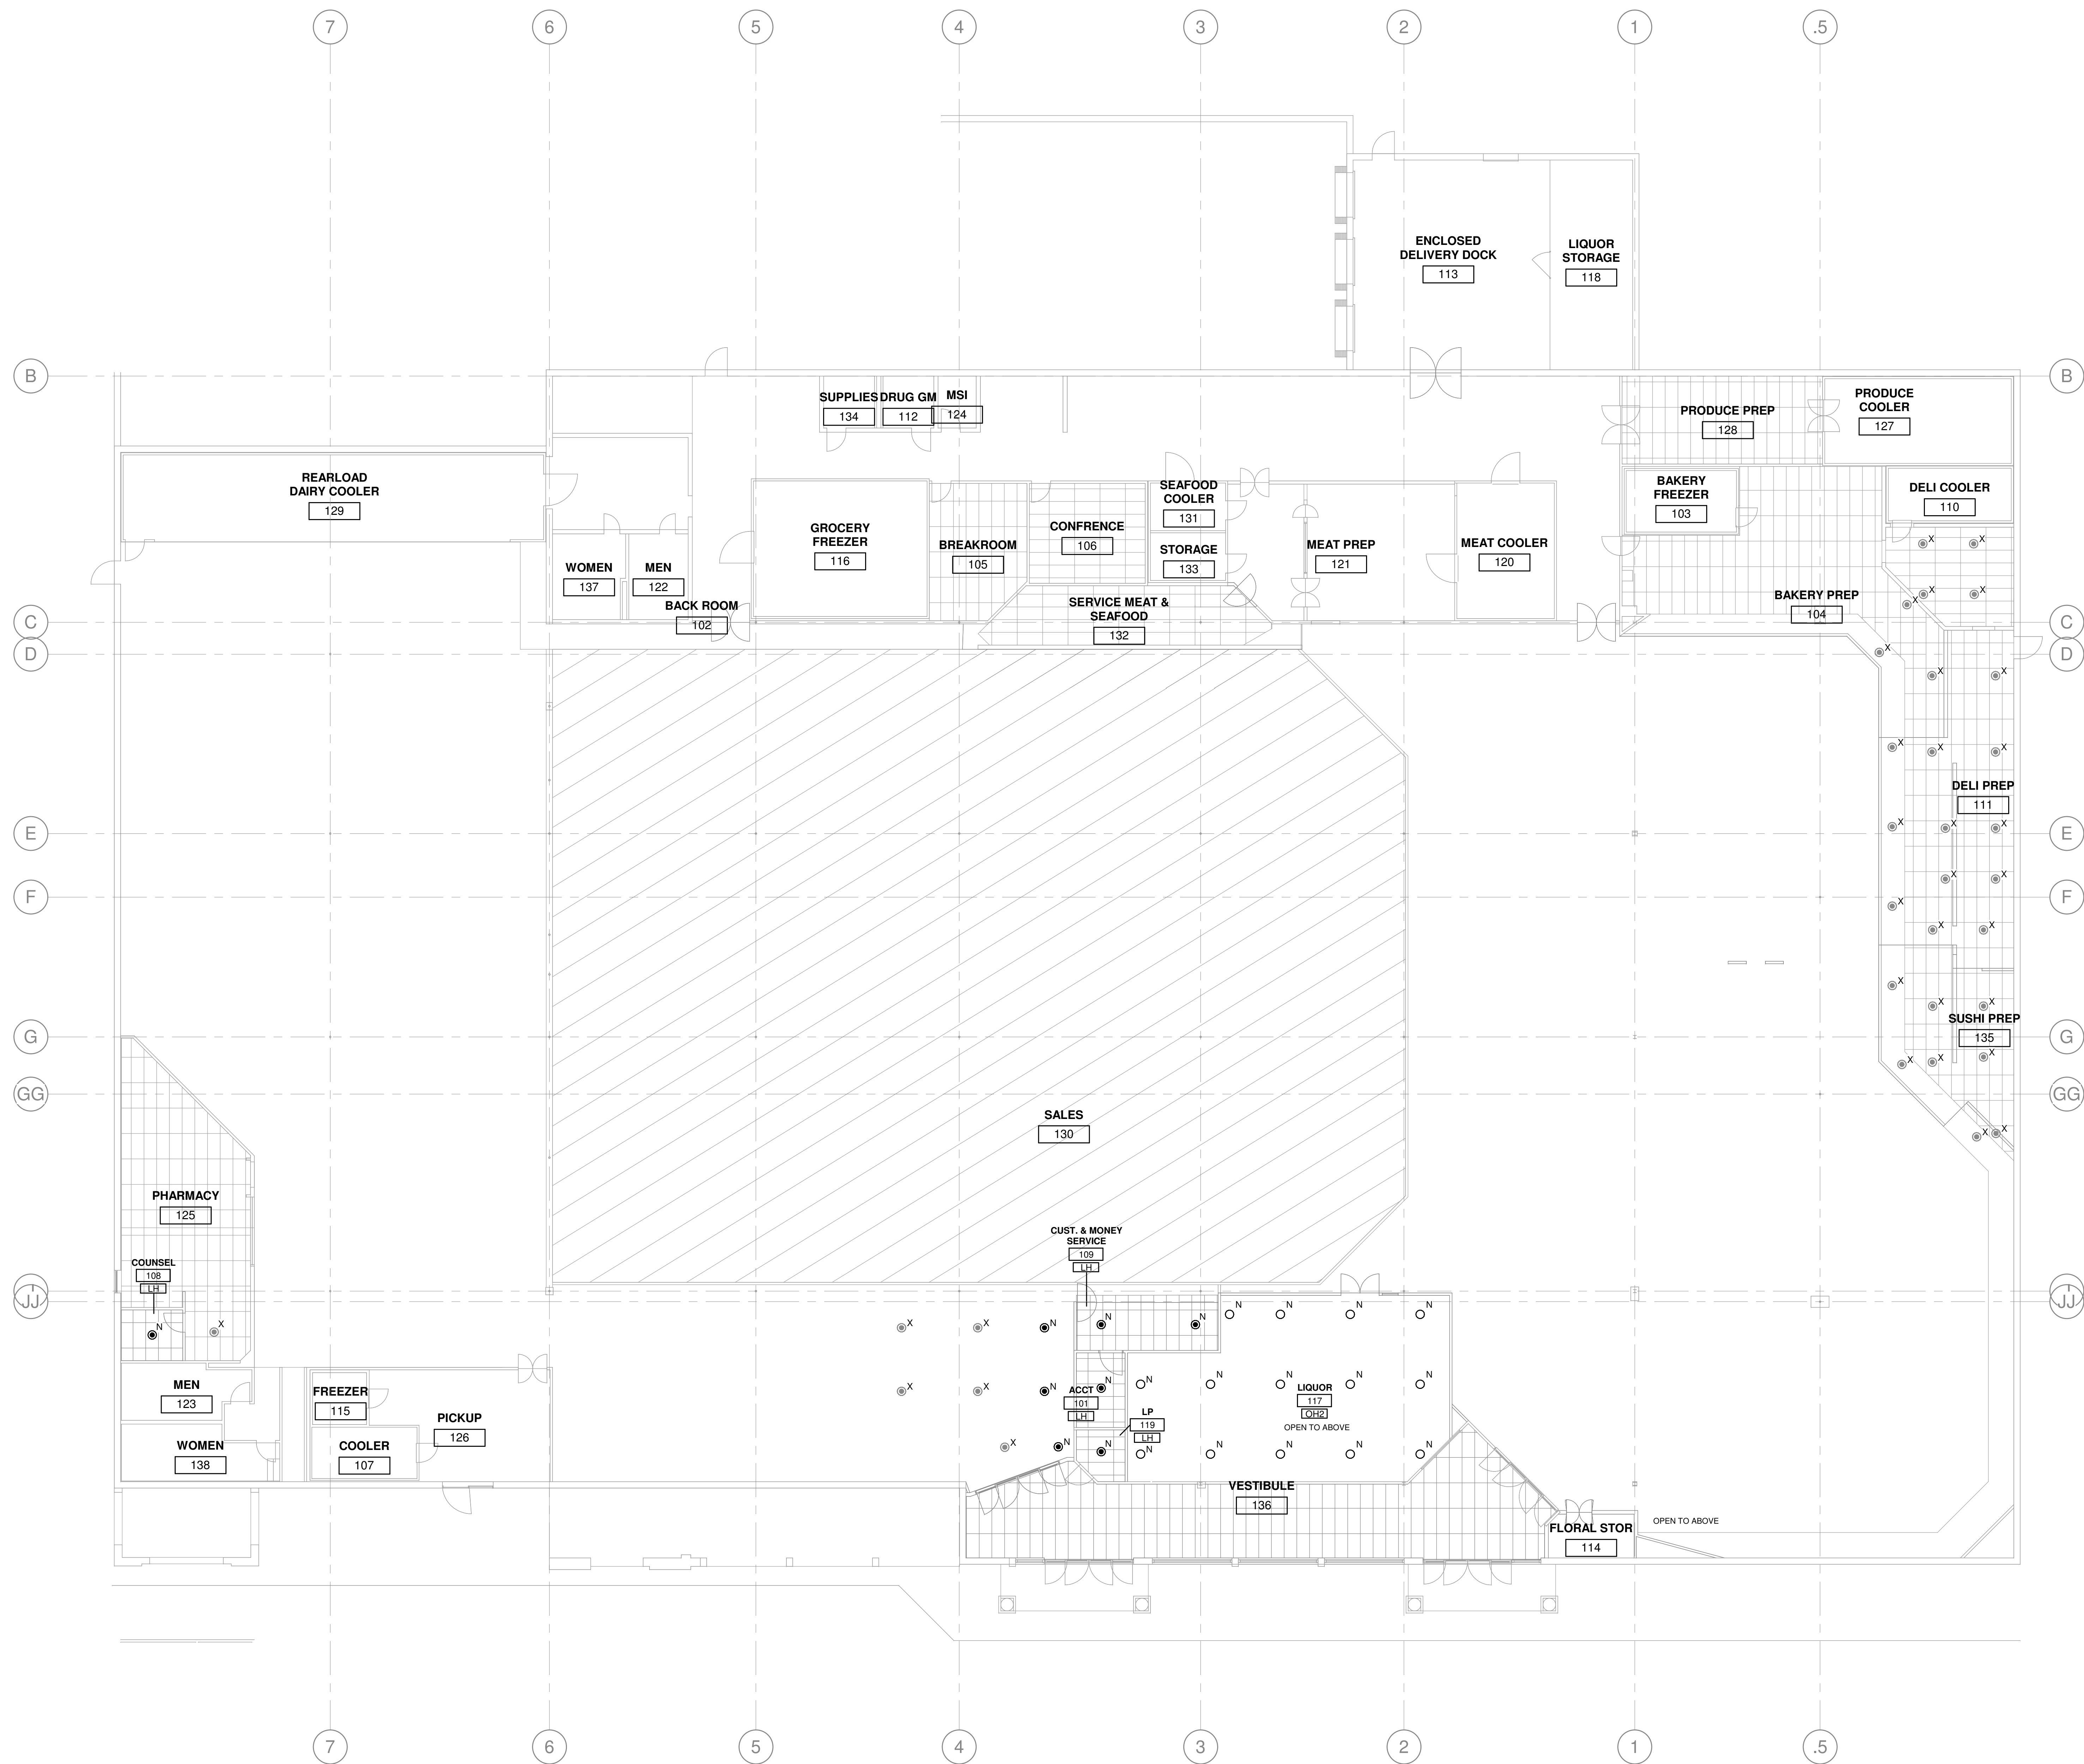 7 6 5 4 3 2 1 .5
ENCLOSED
DELIVERY DOCK
113
LIQUOR
STORAGE
118
B
B
SUPPLIES
134
DRUG GM
112
MSI
124
PRODUCE PREP
128
PRODUCE
COOLER
127
REARLOAD
DAIRY COOLER
129
GROCERY
FREEZER
116
BREAKROOM
105
CONFRENCE
106
SEAFOOD
COOLER
131
STORAGE
133
MEAT PREP
121
MEAT COOLER
120
BAKERY
FREEZER
103
DELI COOLER
110
X X
X X
X
WOMEN
137
MEN
122
BACK ROOM
102
SERVICE MEAT &
SEAFOOD
132
BAKERY PREP
104
C
C
D
D
X
X X
X X X
DELI PREP
111
E
E
X X X
X X
F
F
X
X X
X
X X
SUSHI PREP
135
G
G
X X X
GG
GG
X X
SALES
130
PHARMACY
125
COUNSEL
108
LH
N
X
CUST. & MONEY
SERVICE
109
LH
JJ
JJ
X X N N N
N N N N
X X N N
ACCT
101
LH
N N N N N
LIQUOR
117
OH2
OPEN TO ABOVE
LP
119
LH
X N N
N N N N N
MEN
123
WOMEN
138
FREEZER
115
COOLER
107
PICKUP
126
VESTIBULE
136
FLORAL STOR
114
OPEN TO ABOVE
7 6 5 4 3 2 1 .5